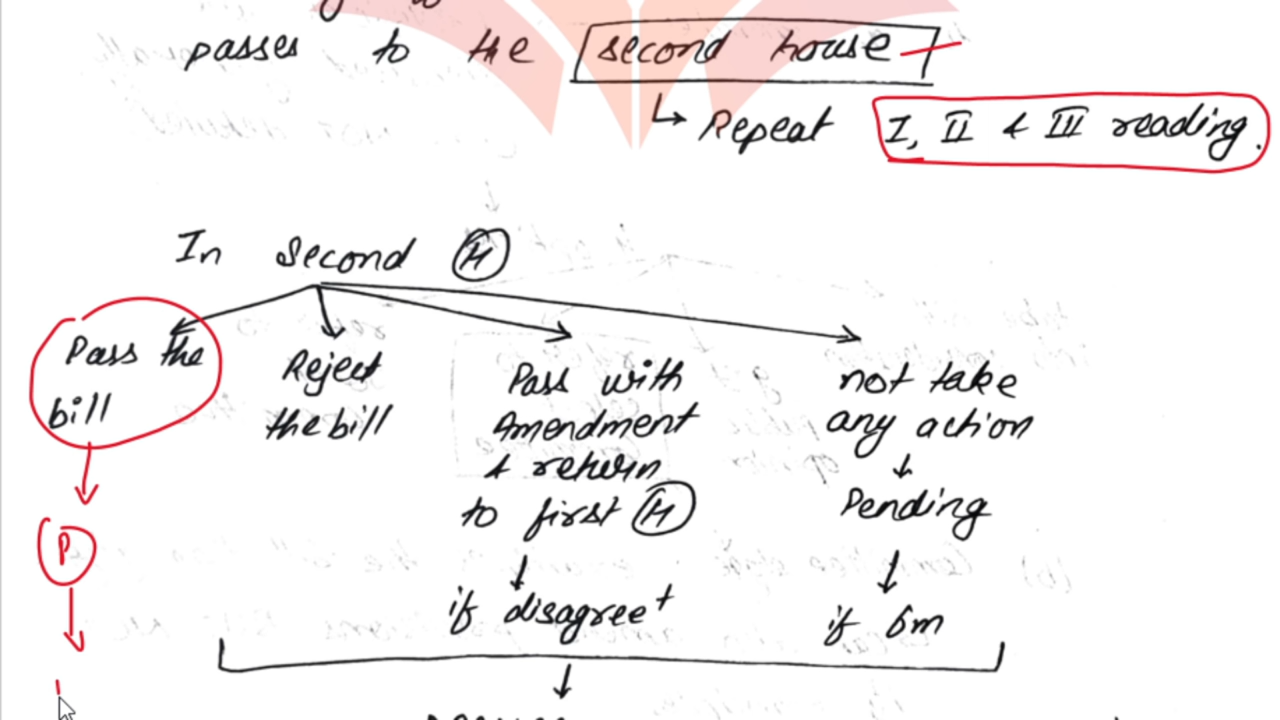 passes to the second house
↳ Repeat I, II & III reading.
In second (H)
Pass the bill
Reject the bill
Pass with Amendment & return to first (H)
↓
if disagree+
not take any action
↓
Pending
↓
if 6m
↓
P
↓